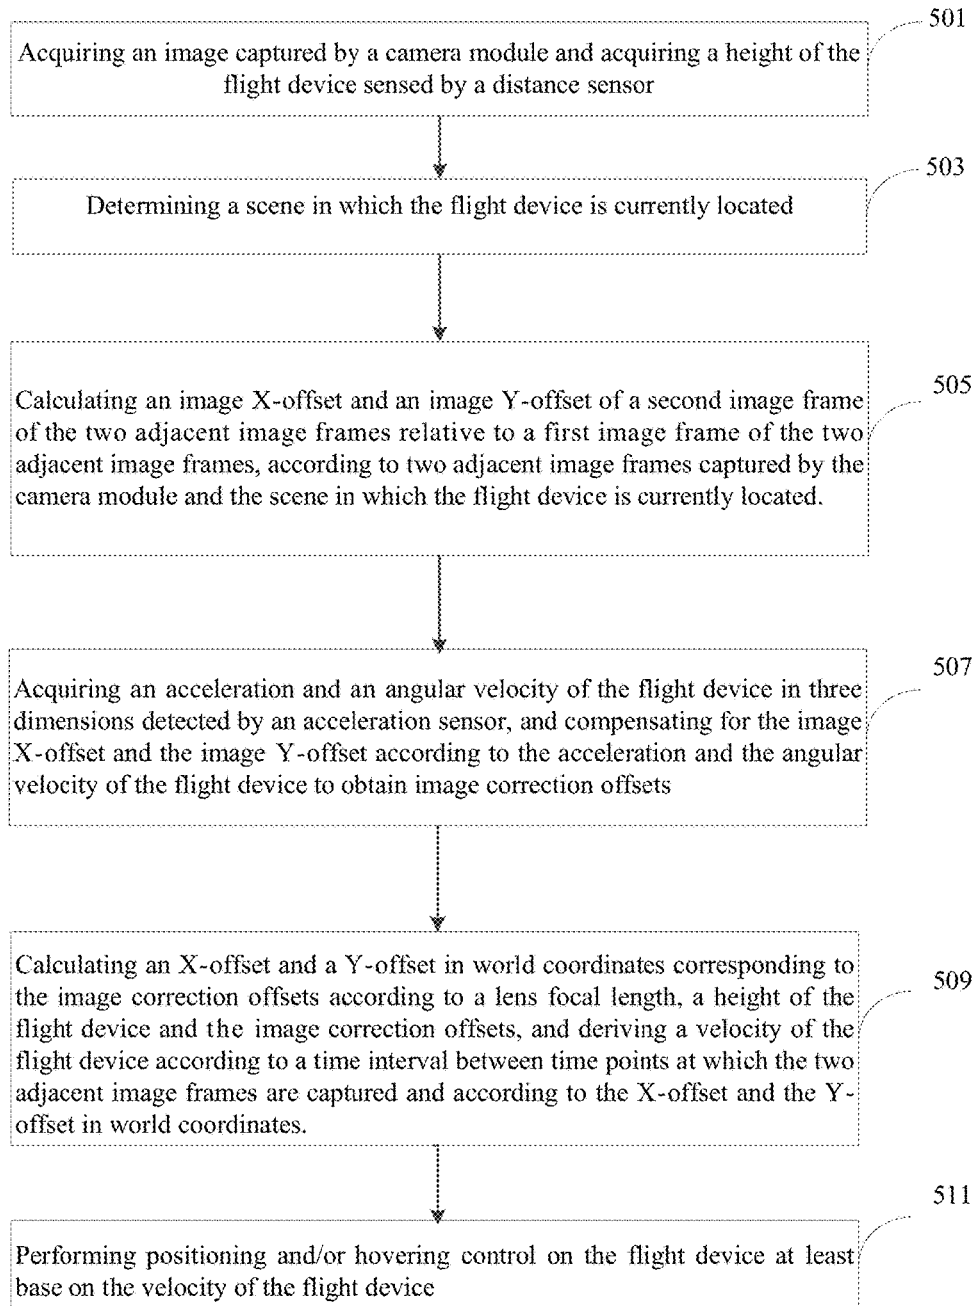 501
Acquiring an image captured by a camera module and acquiring a height of the
flight device sensed by a distance sensor
503
Determining a scene in which the flight device is currently located
505
Calculating an image X-offset and an image Y-offset of a second image frame
of the two adjacent image frames relative to a first image frame of the two
adjacent image frames, according to two adjacent image frames captured by the
camera module and the scene in which the flight device is currently located.
507
Acquiring an acceleration and an angular velocity of the flight device in three
dimensions detected by an acceleration sensor, and compensating for the image
X-offset and the image Y-offset according to the acceleration and the angular
velocity of the flight device to obtain image correction offsets
509
Calculating an X-offset and a Y-offset in world coordinates corresponding to
the image correction offsets according to a lens focal length, a height of the
flight device and the image correction offsets, and deriving a velocity of the
flight device according to a time interval between time points at which the two
adjacent image frames are captured and according to the X-offset and the Y-
offset in world coordinates.
511
Performing positioning and/or hovering control on the flight device at least
base on the velocity of the flight device